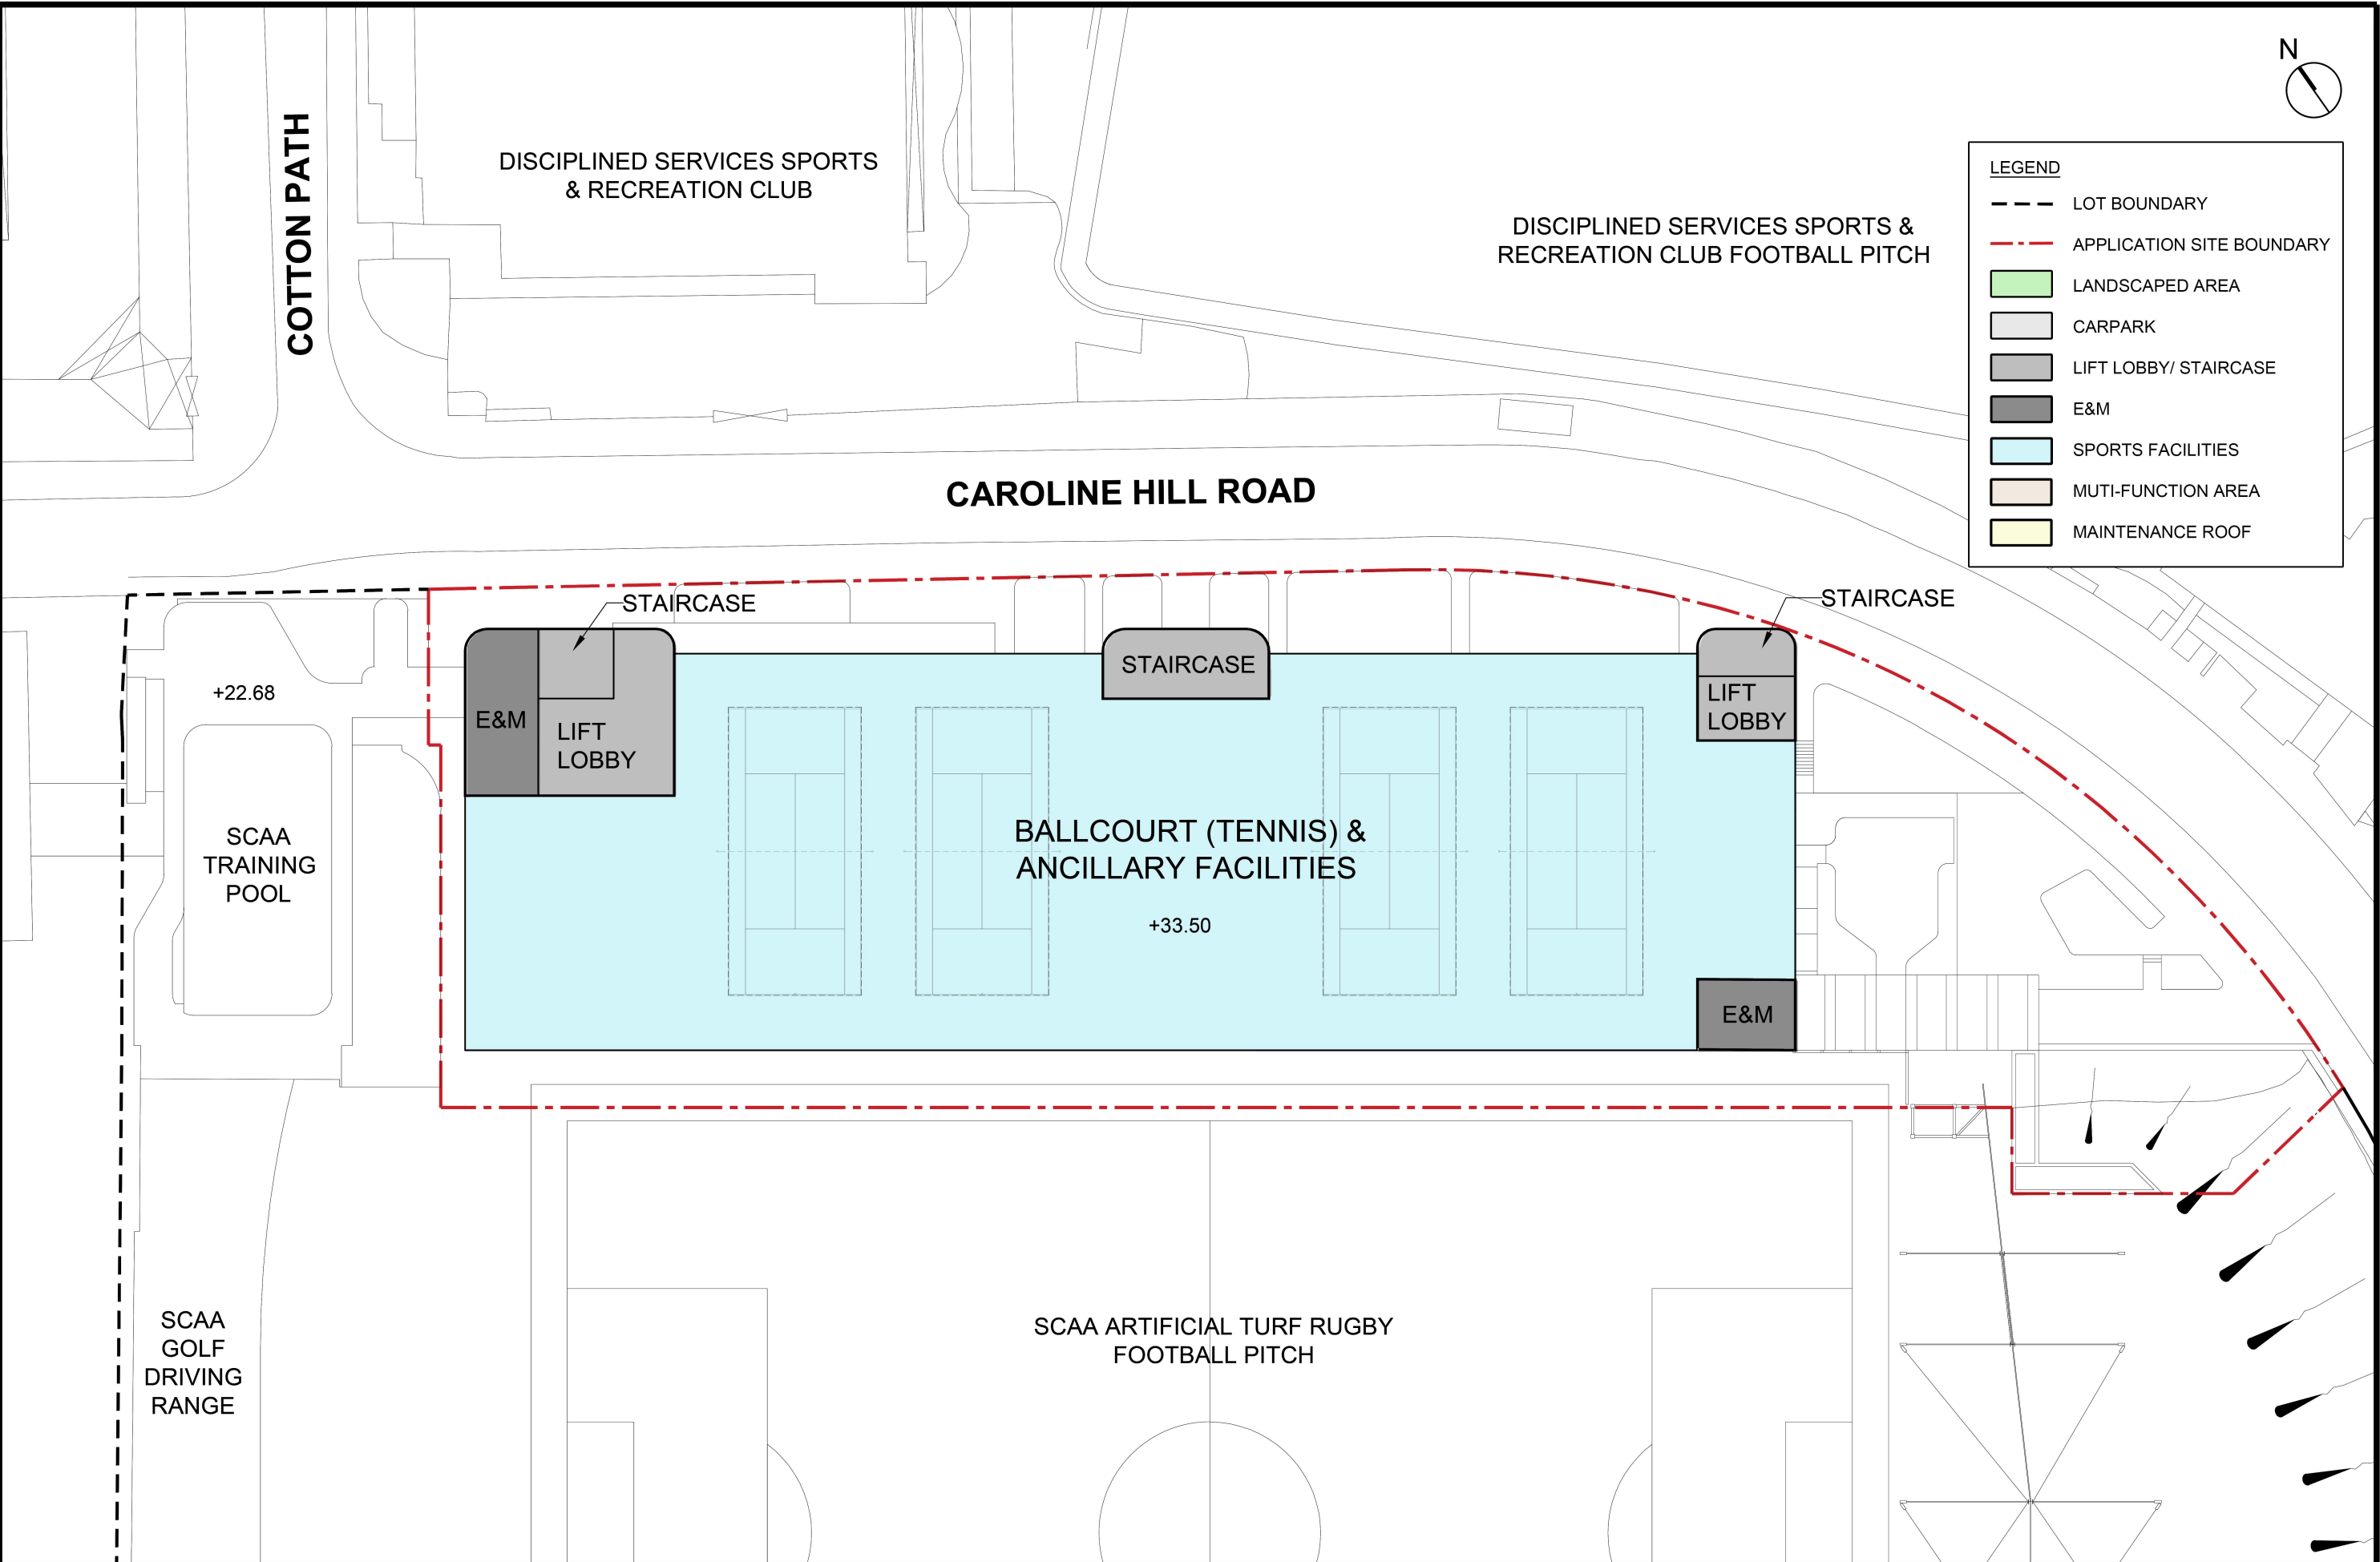 N
COTTON PATH
DISCIPLINED SERVICES SPORTS
& RECREATION CLUB
DISCIPLINED SERVICES SPORTS &
RECREATION CLUB FOOTBALL PITCH
LEGEND
LOT BOUNDARY
APPLICATION SITE BOUNDARY
LANDSCAPED AREA
CARPARK
LIFT LOBBY/ STAIRCASE
E&M
SPORTS FACILITIES
MUTI-FUNCTION AREA
MAINTENANCE ROOF
CAROLINE HILL ROAD
STAIRCASE
STAIRCASE
STAIRCASE
+22.68
E&M
LIFT
LOBBY
LIFT
LOBBY
SCAA
TRAINING
POOL
BALLCOURT (TENNIS) &
ANCILLARY FACILITIES
+33.50
E&M
SCAA
GOLF
DRIVING
RANGE
SCAA ARTIFICIAL TURF RUGBY
FOOTBALL PITCH